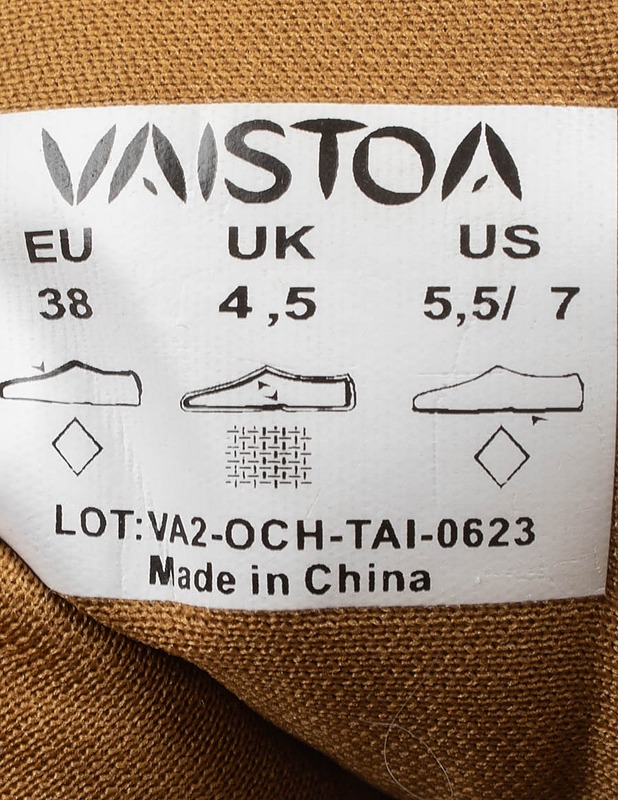 VAISTOA
EU UK US
38 4,5 5,5/ 7
LOT:VA2-OCH-TAI-0623
Made in China